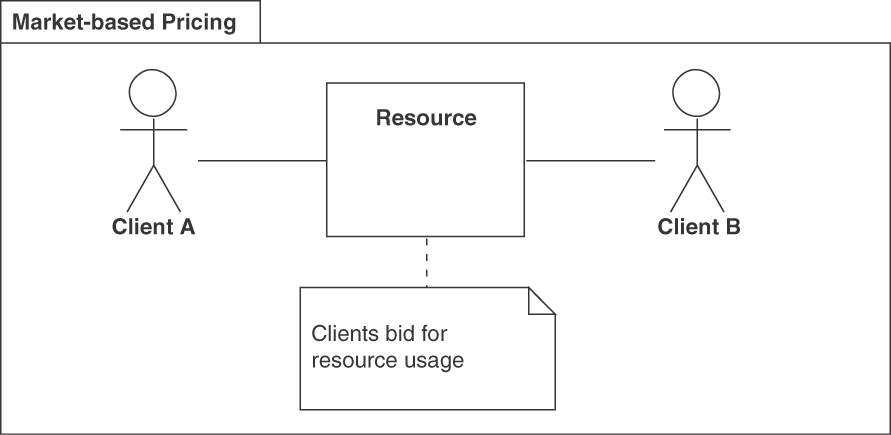 Market-based Pricing
Resource
Client A
Client B
Clients bid for
resource usage